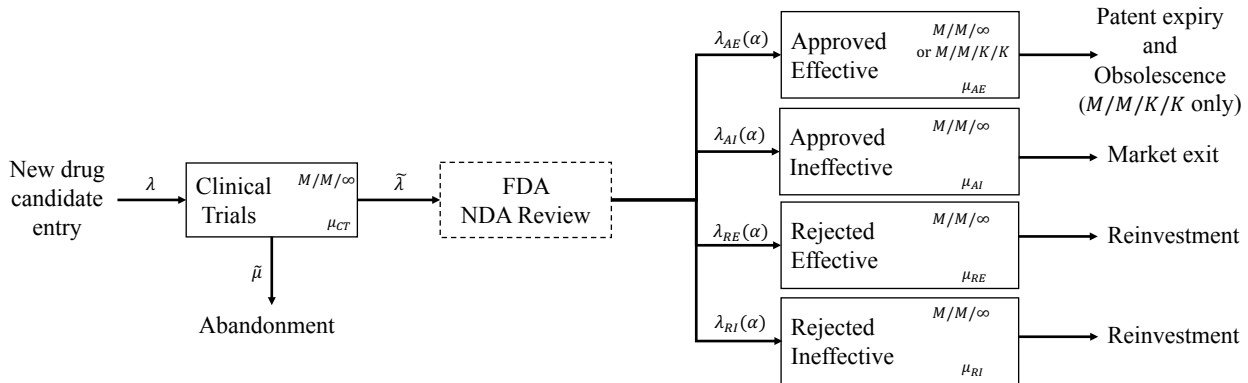 New drug
candidate
entry
λ
Clinical
Trials
M/M/∞
μ_CT
μ̃
Abandonment
λ̃
FDA
NDA Review
λ_AE(α)
Approved
Effective
M/M/∞
or M/M/K/K
μ_AE
Patent expiry
and
Obsolescence
(M/M/K/K only)
λ_AI(α)
Approved
Ineffective
M/M/∞
μ_AI
Market exit
λ_RE(α)
Rejected
Effective
M/M/∞
μ_RE
Reinvestment
λ_RI(α)
Rejected
Ineffective
M/M/∞
μ_RI
Reinvestment